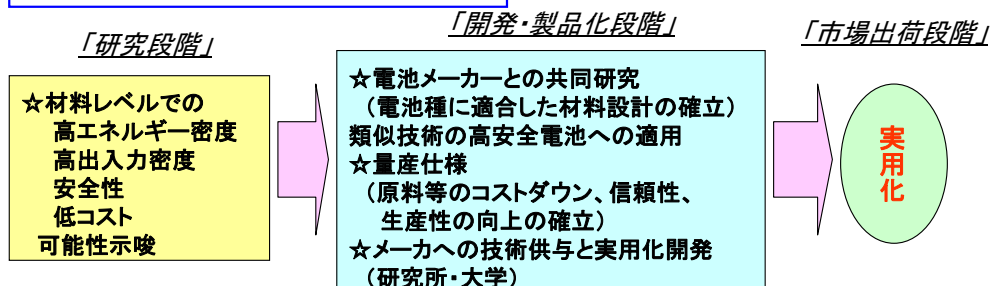 「研究段階」
「開発・製品化段階」
「市場出荷段階」
☆材料レベルでの
高エネルギー密度
高出入力密度
安全性
低コスト
可能性示唆
☆電池メーカーとの共同研究
（電池種に適合した材料設計の確立）
類似技術の高安全電池への適用
☆量産仕様
（原料等のコストダウン、信頼性、
生産性の向上の確立）
☆メーカへの技術供与と実用化開発
（研究所・大学）
実用化